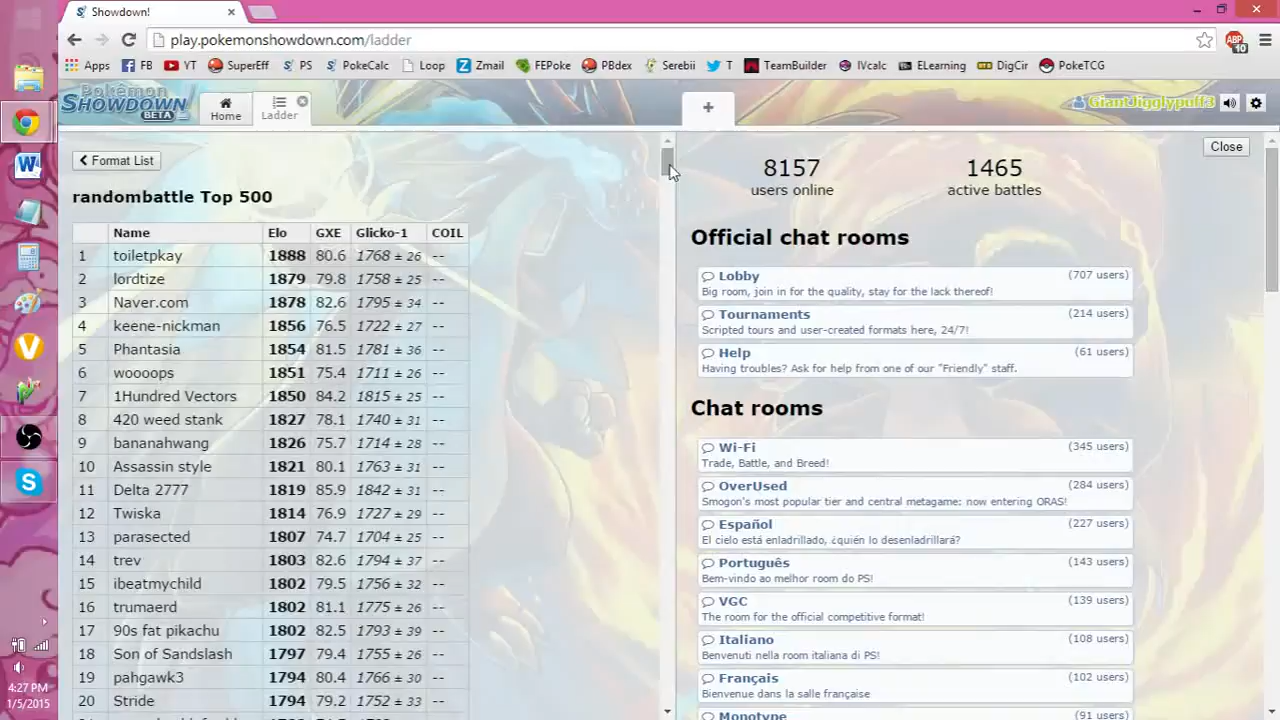 Showdown!
play.pokemonshowdown.com/ladder
ABP
10
Apps FB YT SuperEff PS PokeCalc Loop Zmail FEPoke PBdex Serebii T TeamBuilder IVcalc ELearning DigCir PokeTCG
Pokémon
SHOWDOWN
BETA
Home
Ladder
+
GiantJigglypuff3
Format List
randombattle Top 500
Name Elo GXE Glicko-1 COIL
1 toiletpkay 1888 80.6 1768 ± 26 --
2 lordtize 1879 79.8 1758 ± 25 --
3 Naver.com 1878 82.6 1795 ± 34 --
4 keene-nickman 1856 76.5 1722 ± 27 --
5 Phantasia 1854 81.5 1781 ± 36 --
6 woooops 1851 75.4 1711 ± 26 --
7 1Hundred Vectors 1850 84.2 1815 ± 25 --
8 420 weed stank 1827 78.1 1740 ± 31 --
9 bananahwang 1826 75.7 1714 ± 28 --
10 Assassin style 1821 80.1 1763 ± 31 --
11 Delta 2777 1819 85.9 1842 ± 31 --
12 Twiska 1814 76.9 1727 ± 29 --
13 parasected 1807 74.7 1704 ± 25 --
14 trev 1803 82.6 1794 ± 37 --
15 ibeatmychild 1802 79.5 1756 ± 32 --
16 trumaerd 1802 81.1 1775 ± 26 --
17 90s fat pikachu 1802 82.5 1793 ± 39 --
18 Son of Sandslash 1797 79.4 1755 ± 26 --
19 pahgawk3 1794 80.4 1766 ± 30 --
20 Stride 1794 79.2 1752 ± 33 --
Close
8157 1465
users online active battles
Official chat rooms
Lobby (707 users)
Big room, join in for the quality, stay for the lack thereof!
Tournaments (214 users)
Scripted tours and user-created formats here, 24/7!
Help (61 users)
Having troubles? Ask for help from one of our "Friendly" staff.
Chat rooms
Wi-Fi (345 users)
Trade, Battle, and Breed!
OverUsed (284 users)
Smogon's most popular tier and central metagame: now entering ORAS!
Español (227 users)
El cielo está enladrillado, ¿quién lo desenladrillará?
Português (143 users)
Bem-vindo ao melhor room do PS!
VGC (139 users)
The room for the official competitive format!
Italiano (108 users)
Benvenuti nella room italiana di PS!
Français (102 users)
Bienvenue dans la salle française
Monotype (91 users)
4:27 PM
1/5/2015